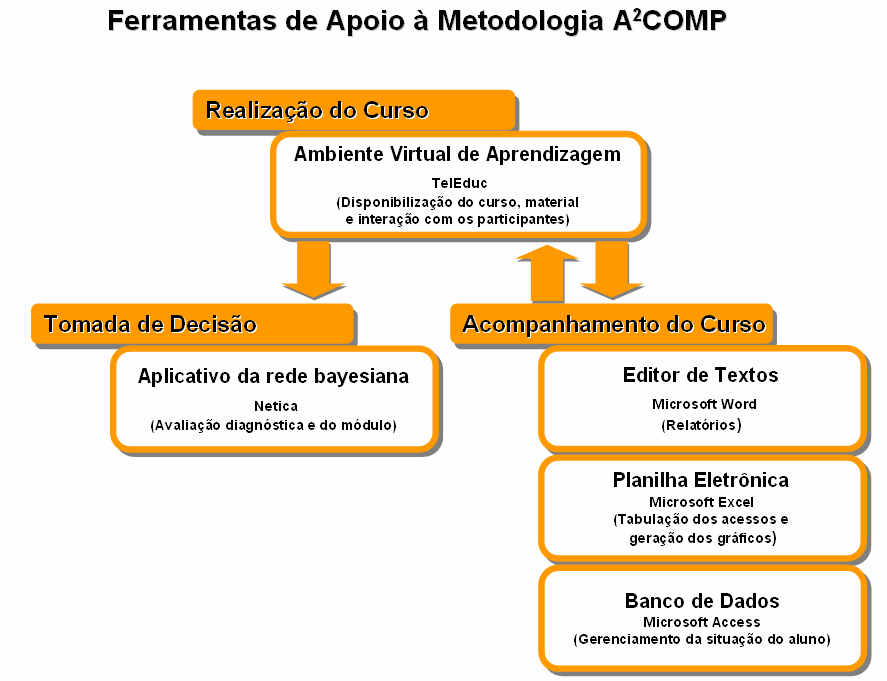 Ferramentas de Apoio à Metodologia A²COMP
Realização do Curso
Ambiente Virtual de Aprendizagem
TelEduc
(Disponibilização do curso, material
e interação com os participantes)
Tomada de Decisão
Aplicativo da rede bayesiana
Netica
(Avaliação diagnóstica e do módulo)
Acompanhamento do Curso
Editor de Textos
Microsoft Word
(Relatórios)
Planilha Eletrônica
Microsoft Excel
(Tabulação dos acessos e
geração dos gráficos)
Banco de Dados
Microsoft Access
(Gerenciamento da situação do aluno)